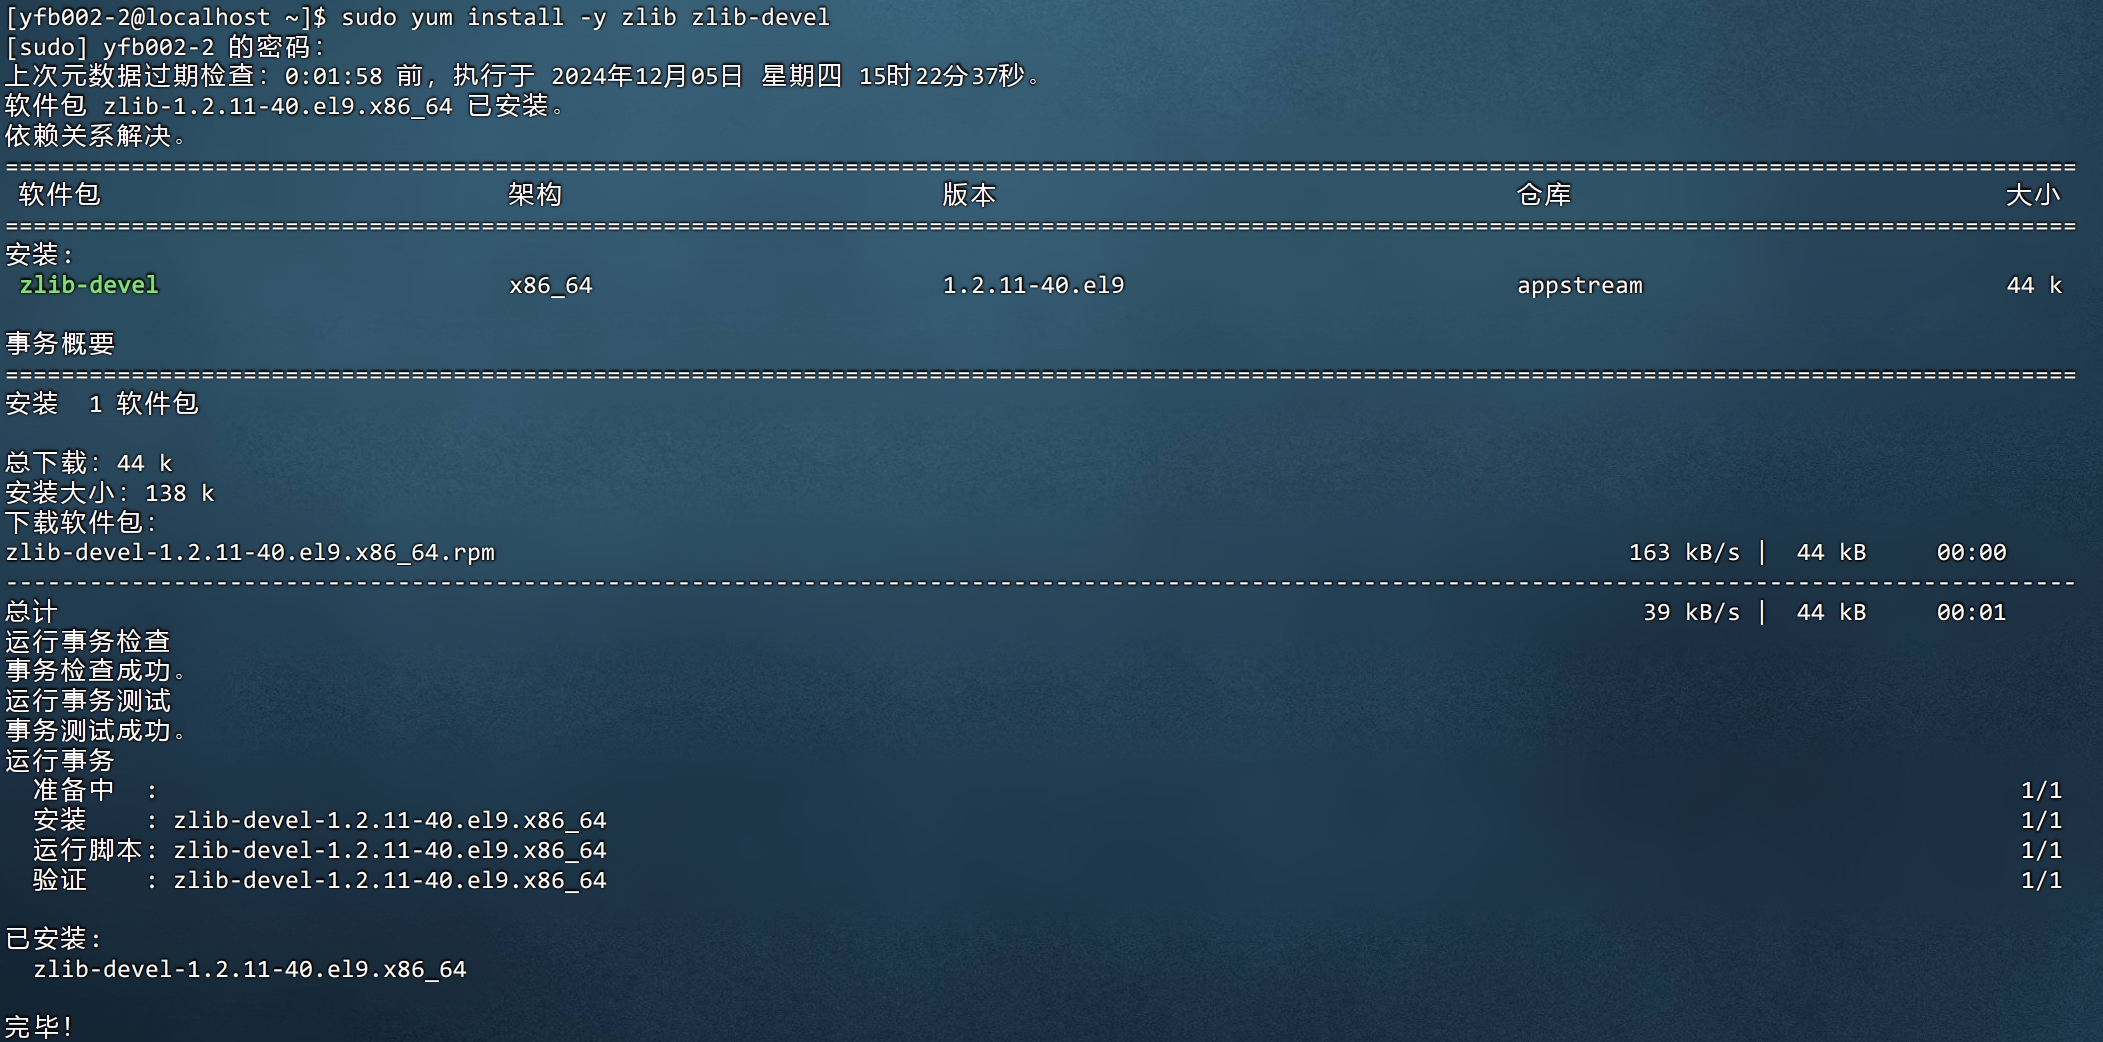 [yfb002-2@localhost ~]$ sudo yum install -y zlib zlib-devel
[sudo] yfb002-2 的密码：
上次元数据过期检查：0:01:58 前，执行于 2024年12月05日 星期四 15时22分37秒。
软件包 zlib-1.2.11-40.el9.x86_64 已安装。
依赖关系解决。
====================================================================================================================================================
软件包 架构 版本 仓库 大小
====================================================================================================================================================
安装:
zlib-devel x86_64 1.2.11-40.el9 appstream 44 k
事务概要
====================================================================================================================================================
安装  1 软件包
总下载：44 k
安装大小：138 k
下载软件包：
zlib-devel-1.2.11-40.el9.x86_64.rpm 163 kB/s |  44 kB     00:00
----------------------------------------------------------------------------------------------------------------------------------------------------
总计 39 kB/s |  44 kB     00:01
运行事务检查
事务检查成功。
运行事务测试
事务测试成功。
运行事务
准备中  : 1/1
安装    : zlib-devel-1.2.11-40.el9.x86_64 1/1
运行脚本: zlib-devel-1.2.11-40.el9.x86_64 1/1
验证    : zlib-devel-1.2.11-40.el9.x86_64 1/1
已安装:
zlib-devel-1.2.11-40.el9.x86_64
完毕！